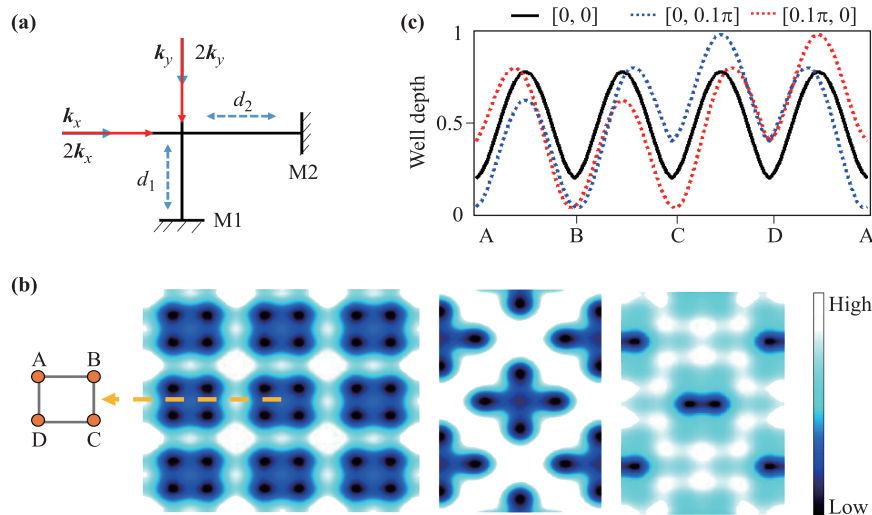 (a)
k_y 2k_y
d_2
k_x
2k_x
d_1
M2
M1
(c)
[0, 0] [0, 0.1π] [0.1π, 0]
1
0.5
0
Well depth
A B C D A
(b)
A B
D C
High
Low